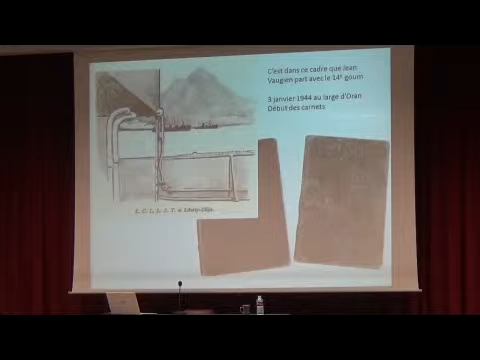 C'est dans ce cadre que Jean
Vaugien part avec le 14e goum
3 janvier 1944 au large d'Oran
Début des carnets